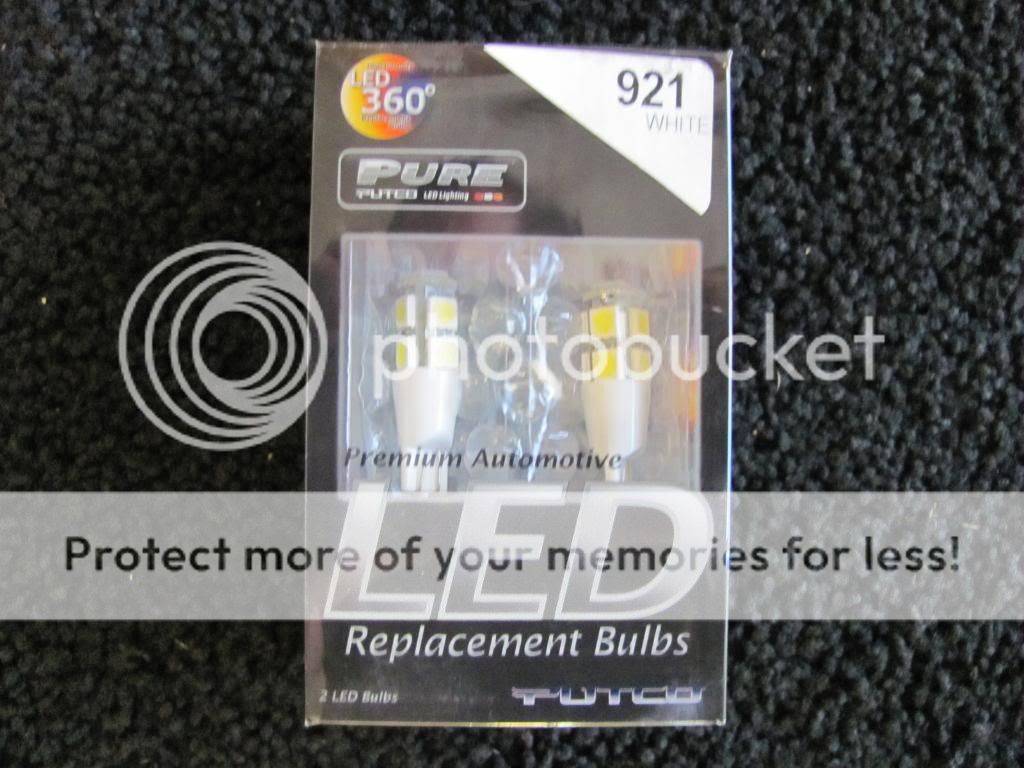 LED
360°
921
WHITE
PURE
PUTCO LED Lighting
photobucket
Premium Automotive
LED
Protect more of your memories for less!
Replacement Bulbs
2 LED Bulbs
PUTCO